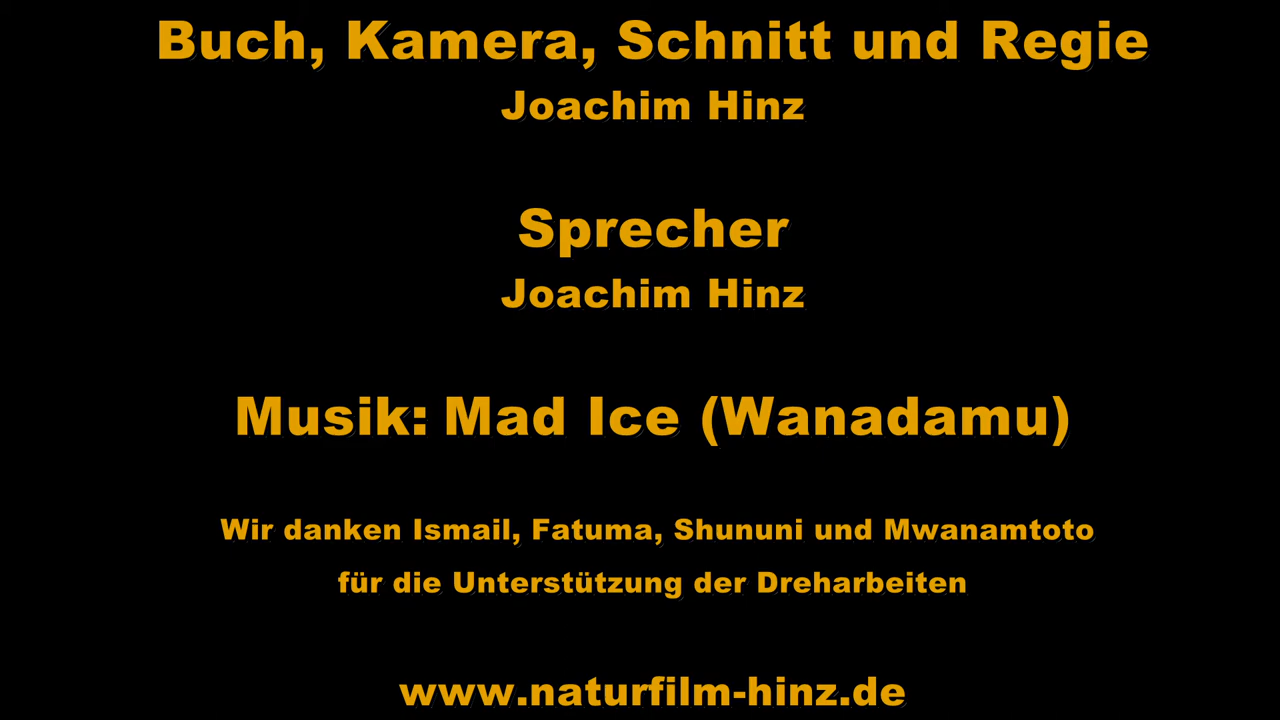 Buch, Kamera, Schnitt und Regie
Joachim Hinz
Sprecher
Joachim Hinz
Musik: Mad Ice (Wanadamu)
Wir danken Ismail, Fatuma, Shununi und Mwanamtoto
für die Unterstützung der Dreharbeiten
www.naturfilm-hinz.de